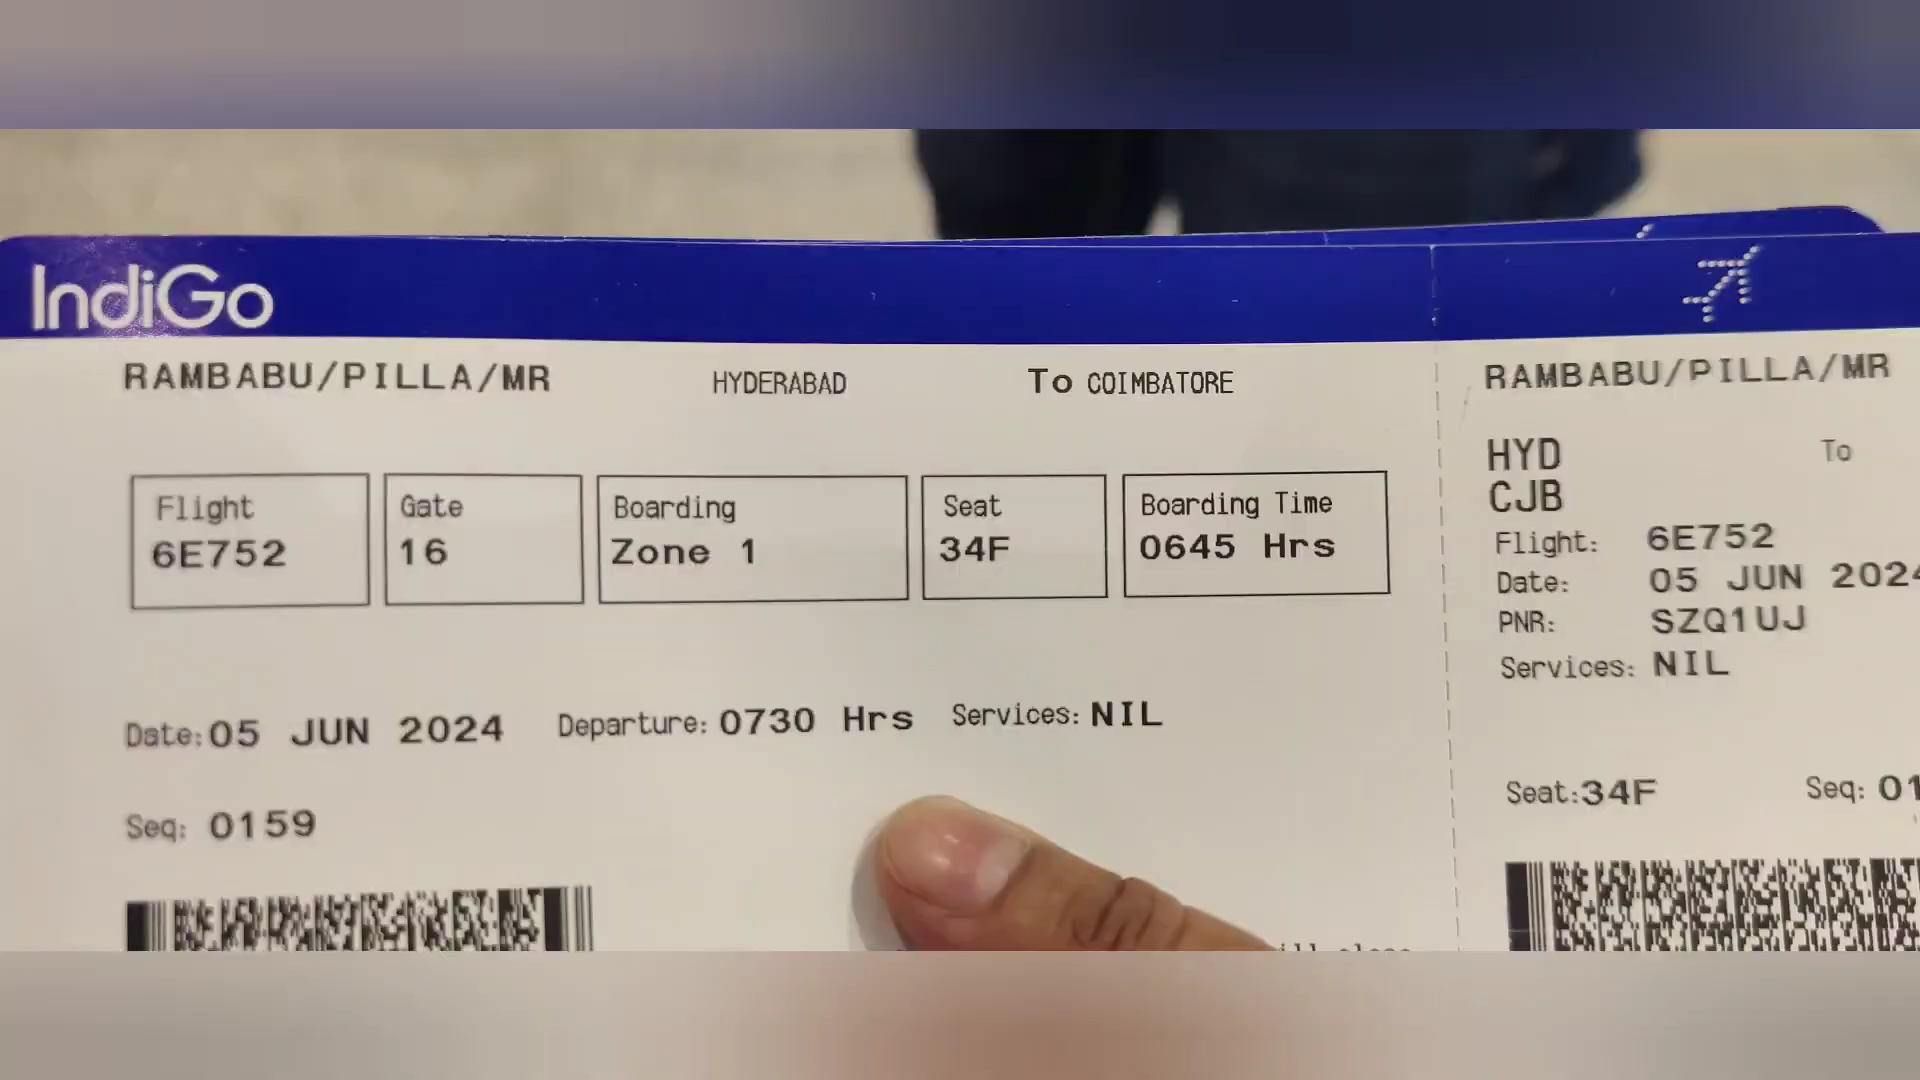 IndiGo
RAMBABU/PILLA/MR HYDERABAD To COIMBATORE
Flight Gate Boarding Seat Boarding Time
6E752 16 Zone 1 34F 0645 Hrs
Date: 05 JUN 2024 Departure: 0730 Hrs Services: NIL
Seq: 0159
RAMBABU/PILLA/MR
HYD To
CJB
Flight: 6E752
Date: 05 JUN 2024
PNR: SZQ1UJ
Services: NIL
Seat: 34F Seq: 01